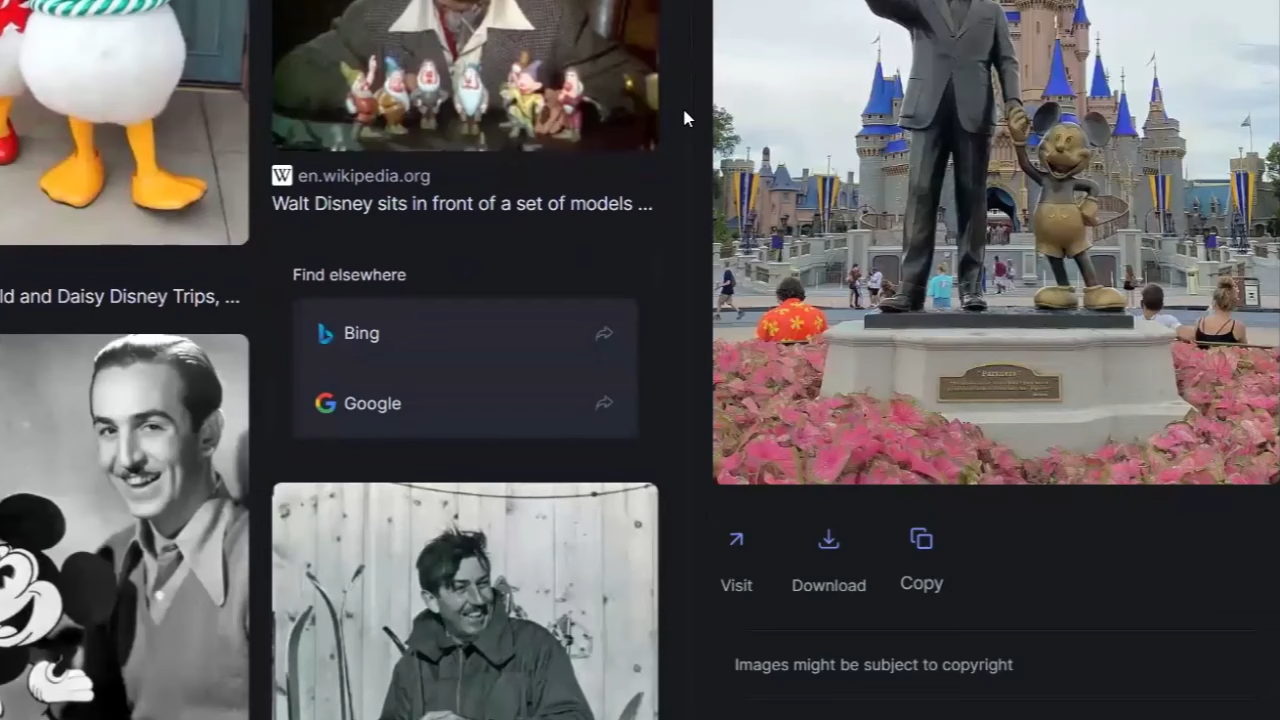 W en.wikipedia.org
Walt Disney sits in front of a set of models ...
ld and Daisy Disney Trips, ...
Find elsewhere
Bing
Google
Partners
Visit
Download
Copy
Images might be subject to copyright